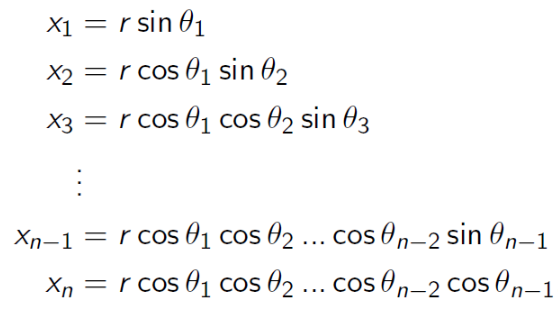 x₁ = r sin θ₁
x₂ = r cos θ₁ sin θ₂
x₃ = r cos θ₁ cos θ₂ sin θ₃
⋮
xₙ₋₁ = r cos θ₁ cos θ₂ ... cos θₙ₋₂ sin θₙ₋₁
xₙ = r cos θ₁ cos θ₂ ... cos θₙ₋₂ cos θₙ₋₁